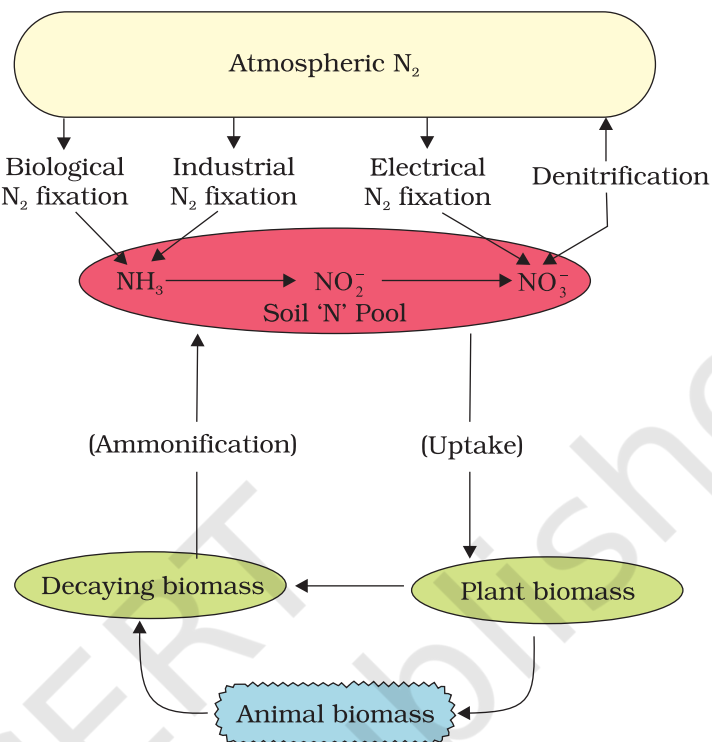 Atmospheric N₂
Biological
N₂ fixation
Industrial
N₂ fixation
Electrical
N₂ fixation
Denitrification
NH₃
NO₂⁻
NO₃⁻
Soil ‘N’ Pool
(Ammonification)
(Uptake)
Decaying biomass
Plant biomass
Animal biomass